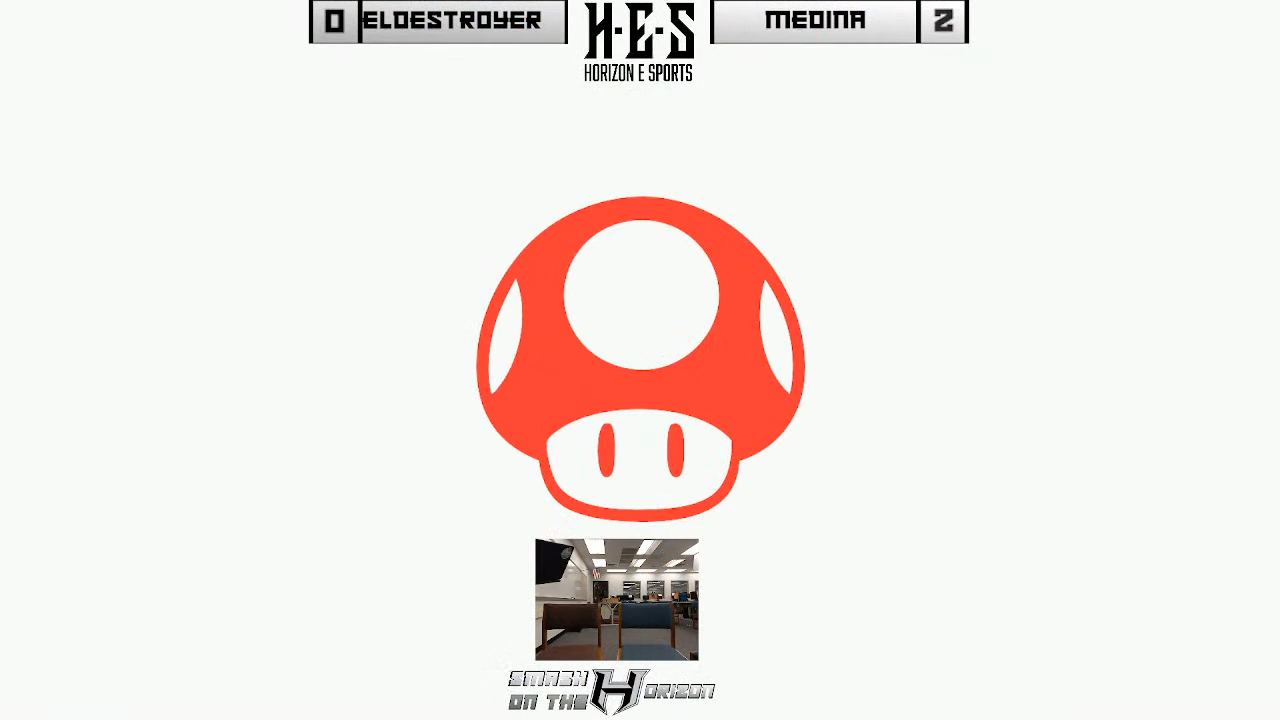 0 ELDESTROYER
H-E-S
HORIZON E SPORTS
MEDINA 2
SMASH
ON THE HORIZON